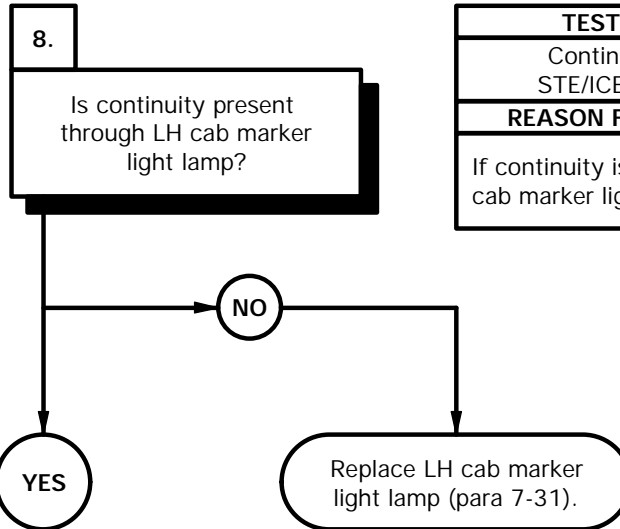 8.
Is continuity present
through LH cab marker
light lamp?
TEST
Contin
STE/ICE
REASON F
If continuity is
cab marker lig
NO
YES
Replace LH cab marker
light lamp (para 7-31).